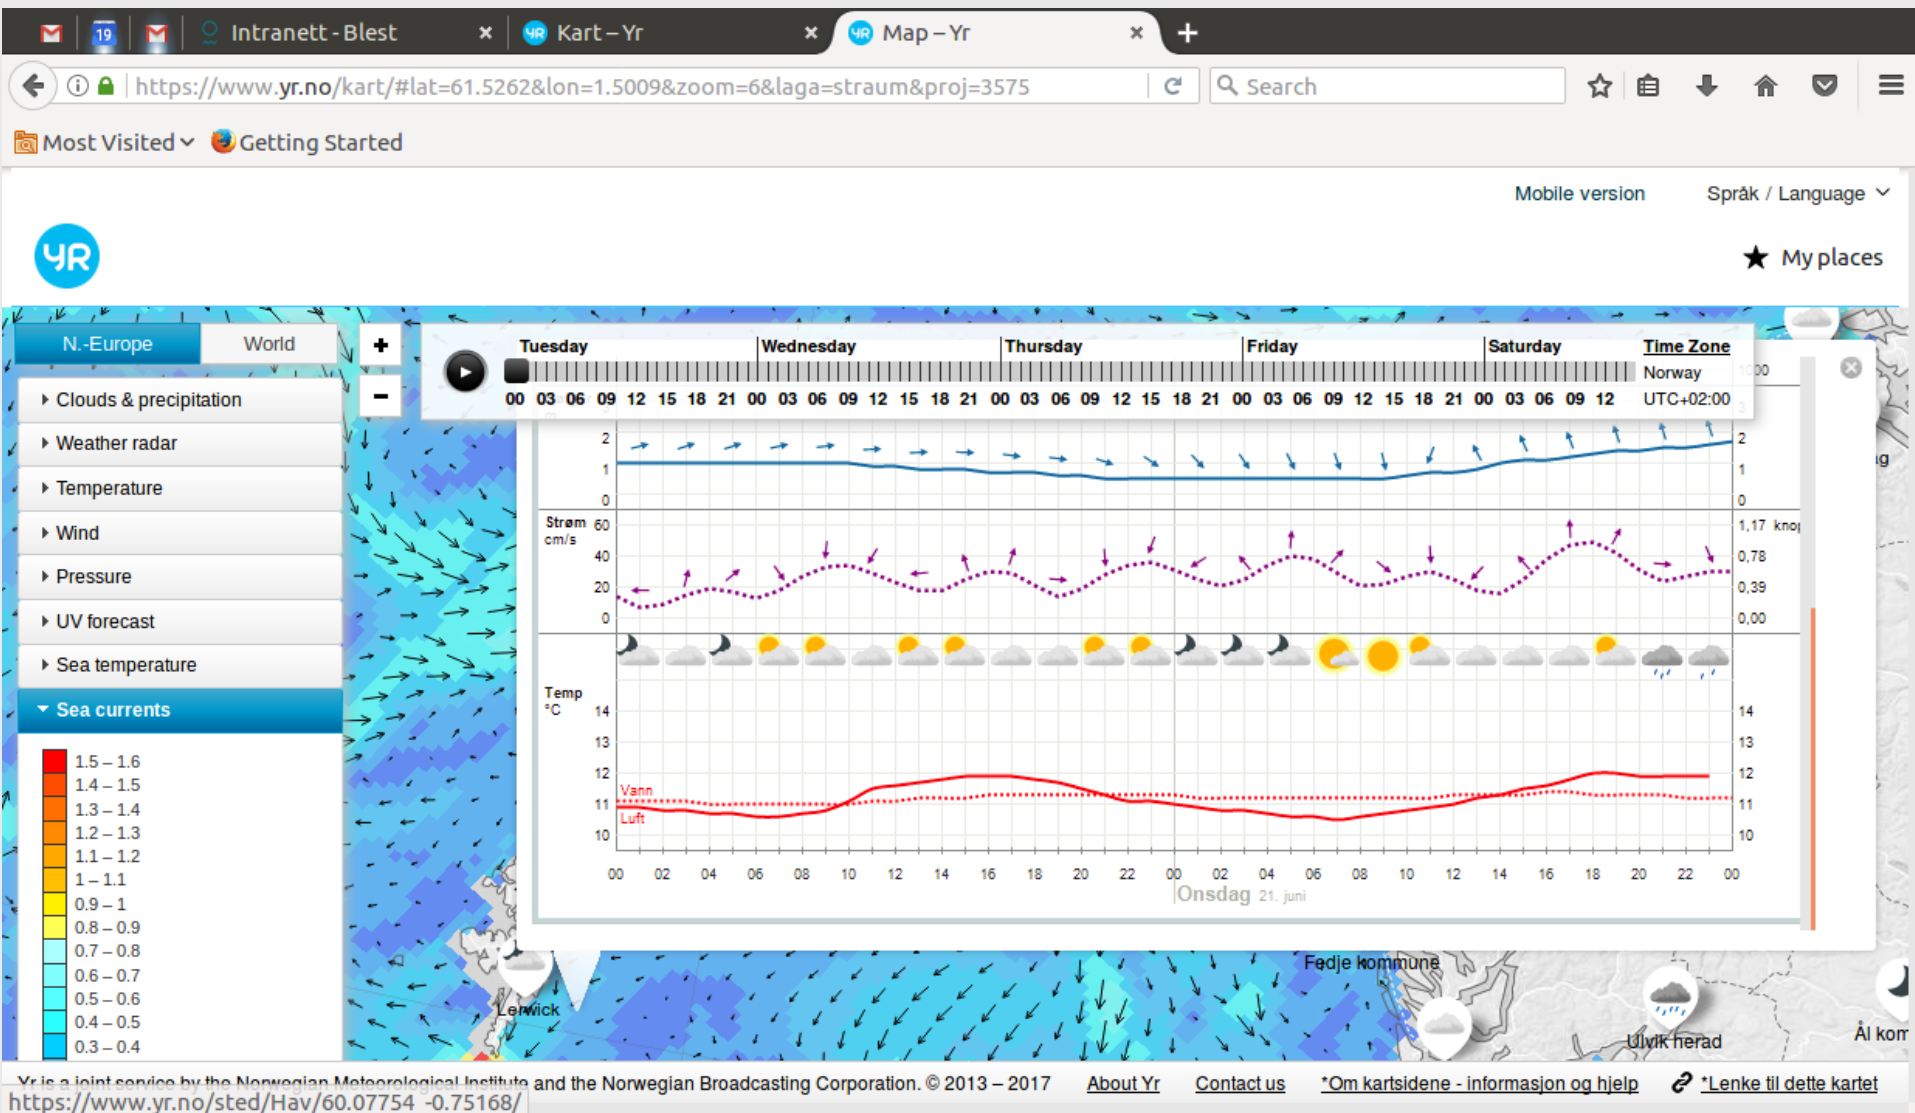 19
Intranett - Blest
Kart – Yr
Map – Yr
https://www.yr.no/kart/#lat=61.5262&lon=1.5009&zoom=6&laga=straum&proj=3575
Search
Most Visited
Getting Started
Mobile version
Språk / Language
YR
My places
N.-Europe
World
+
−
Clouds & precipitation
Weather radar
Temperature
Wind
Pressure
UV forecast
Sea temperature
Sea currents
1.5 – 1.6
1.4 – 1.5
1.3 – 1.4
1.2 – 1.3
1.1 – 1.2
1 – 1.1
0.9 – 1
0.8 – 0.9
0.7 – 0.8
0.6 – 0.7
0.5 – 0.6
0.4 – 0.5
0.3 – 0.4
Tuesday Wednesday Thursday Friday Saturday Time Zone
Norway
00 03 06 09 12 15 18 21 00 03 06 09 12 15 18 21 00 03 06 09 12 15 18 21 00 03 06 09 12 15 18 21 00 03 06 09 12 UTC+02:00
2 2
1 1
0 0
Strøm 60 1,17 knop
cm/s
40 0,78
20 0,39
0 0,00
Temp
°C
14 14
13 13
12 12
Vann
11 11
Luft
10 10
00 02 04 06 08 10 12 14 16 18 20 22 00 02 04 06 08 10 12 14 16 18 20 22 00
Onsdag 21. juni
Fedje kommune
Lerwick
Ulvik herad
Ål kom
Yr is a joint service by the Norwegian Meteorological Institute and the Norwegian Broadcasting Corporation. © 2013 – 2017
About Yr
Contact us
*Om kartsidene - informasjon og hjelp
*Lenke til dette kartet
https://www.yr.no/sted/Hav/60.07754_-0.75168/